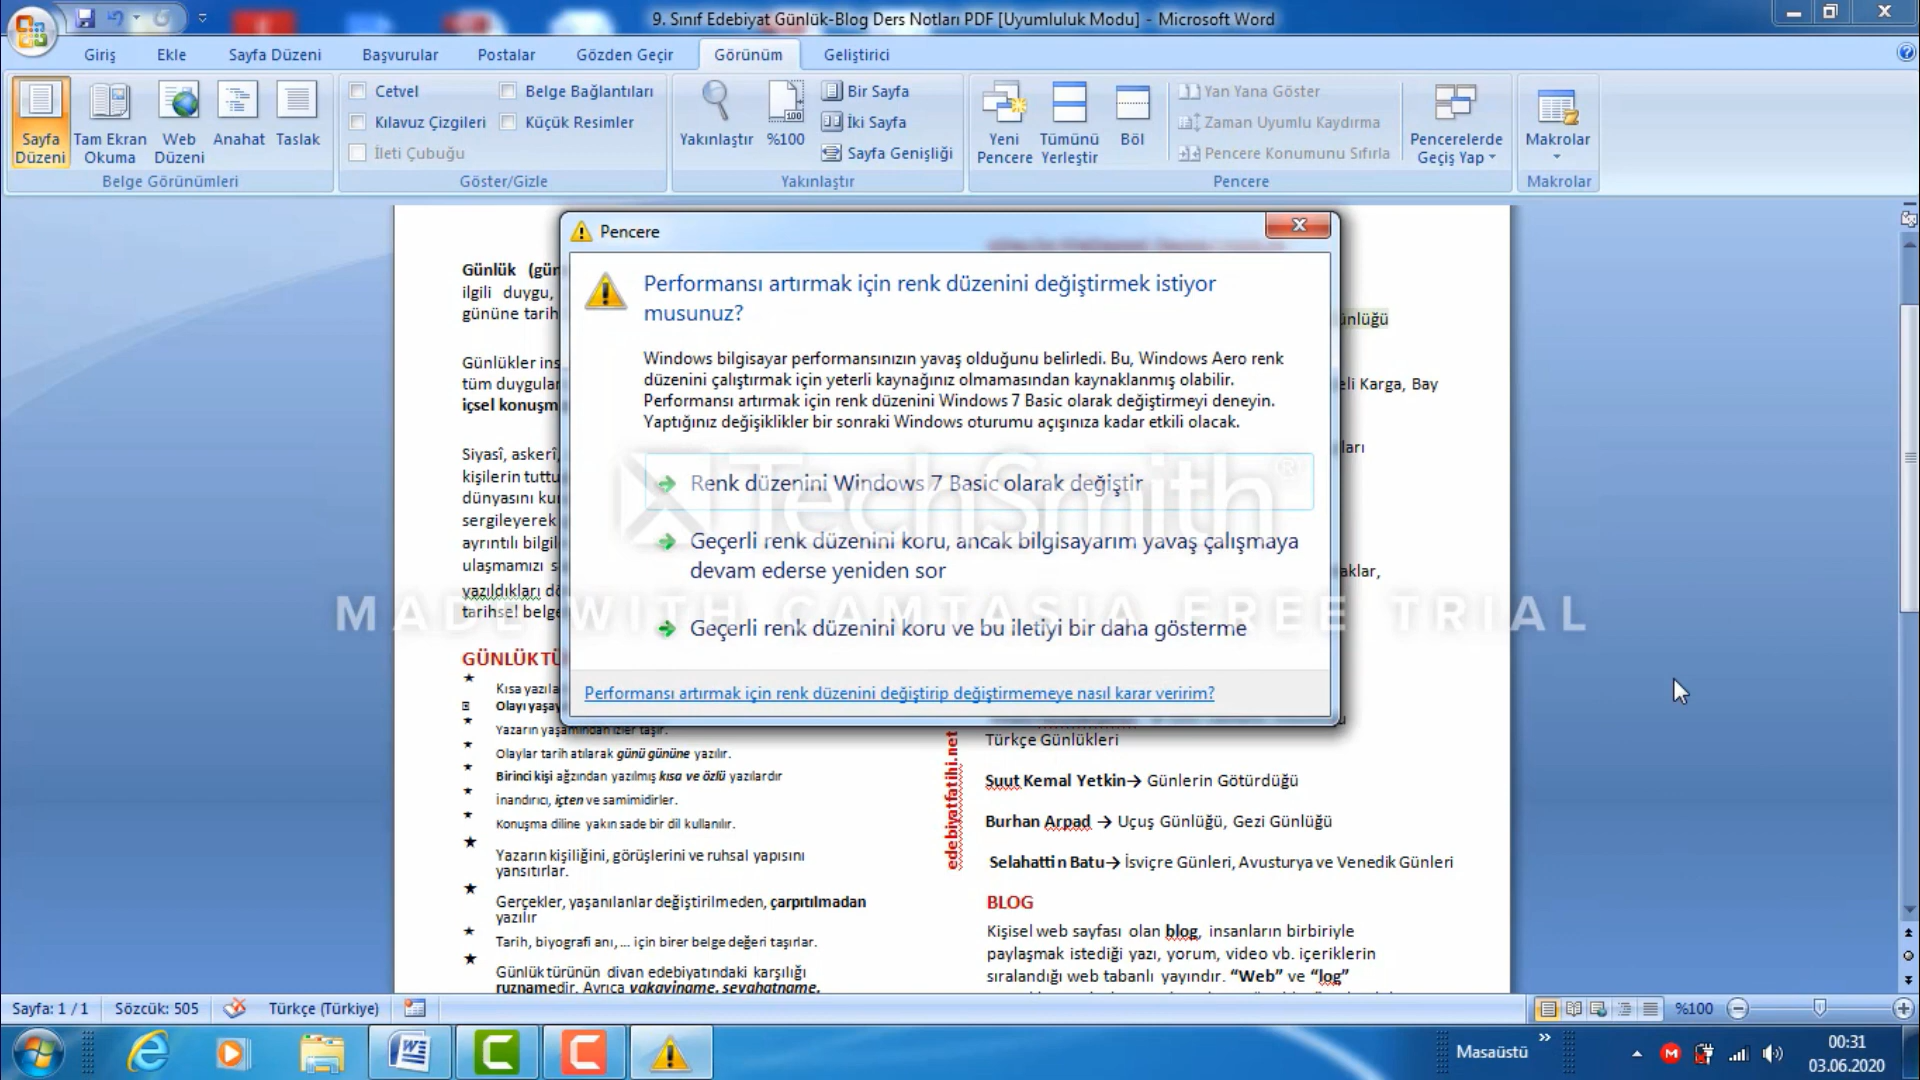 9. Sınıf Edebiyat Günlük-Blog Ders Notları PDF [Uyumluluk Modu] - Microsoft Word
Giriş Ekle Sayfa Düzeni Başvurular Postalar Gözden Geçir Görünüm Geliştirici
Sayfa Düzeni
Tam Ekran Okuma
Web Düzeni
Anahat
Taslak
Belge Görünümleri
Cetvel
Kılavuz Çizgileri
İleti Çubuğu
Belge Bağlantıları
Küçük Resimler
Göster/Gizle
Yakınlaştır
%100
Bir Sayfa
İki Sayfa
Sayfa Genişliği
Yakınlaştır
Yeni Pencere
Tümünü Yerleştir
Böl
Yan Yana Göster
Zaman Uyumlu Kaydırma
Pencere Konumunu Sıfırla
Pencerelerde Geçiş Yap
Pencere
Makrolar
Makrolar
Pencere
Performansı artırmak için renk düzenini değiştirmek istiyor
musunuz?
Windows bilgisayar performansınızın yavaş olduğunu belirledi. Bu, Windows Aero renk
düzenini çalıştırmak için yeterli kaynağınız olmamasından kaynaklanmış olabilir.
Performansı artırmak için renk düzenini Windows 7 Basic olarak değiştirmeyi deneyin.
Yaptığınız değişiklikler bir sonraki Windows oturumu açışınıza kadar etkili olacak.
Renk düzenini Windows 7 Basic olarak değiştir
Geçerli renk düzenini koru, ancak bilgisayarım yavaş çalışmaya
devam ederse yeniden sor
Geçerli renk düzenini koru ve bu iletiyi bir daha gösterme
Performansı artırmak için renk düzenini değiştirip değiştirmemeye nasıl karar veririm?
TechSmith®
MADE WITH CAMTASIA FREE TRIAL
Günlük (gün
ilgili duygu,
gününe tarih
Günlükler ins
tüm duygular
içsel konuşm
Siyasî, askerî,
kişilerin tuttu
dünyasını kur
sergileyerek
ayrıntılı bilgil
ulaşmamızı s
yazıldıkları dö
tarihsel belge
GÜNLÜK TÜ
Kısa yazıla
Olayı yaşay
Yazarın yaşamından izler taşır.
Olaylar tarih atılarak günü gününe yazılır.
Birinci kişi ağzından yazılmış kısa ve özlü yazılardır
İnandırıcı, içten ve samimidirler.
Konuşma diline yakın sade bir dil kullanılır.
Yazarın kişiliğini, görüşlerini ve ruhsal yapısını
yansıtırlar.
Gerçekler, yaşanılanlar değiştirilmeden, çarpıtılmadan
yazılır
Tarih, biyografi anı,... için birer belge değeri taşırlar.
Günlük türünün divan edebiyatındaki karşılığı
ruznamedir. Ayrıca vakayiname, seyahatname,
edebiyatfatihi.net
ünlüğü
eli Karga, Bay
arı
aklar,
Türkçe Günlükleri
Suut Kemal Yetkin→ Günlerin Götürdüğü
Burhan Arpad → Uçuş Günlüğü, Gezi Günlüğü
Selahattin Batu→ İsviçre Günleri, Avusturya ve Venedik Günleri
BLOG
Kişisel web sayfası olan blog, insanların birbiriyle
paylaşmak istediği yazı, yorum, video vb. içeriklerin
sıralandığı web tabanlı yayındır. “Web” ve “log”
Sayfa: 1 / 1 Sözcük: 505 Türkçe (Türkiye) %100
Masaüstü
00:31
03.06.2020